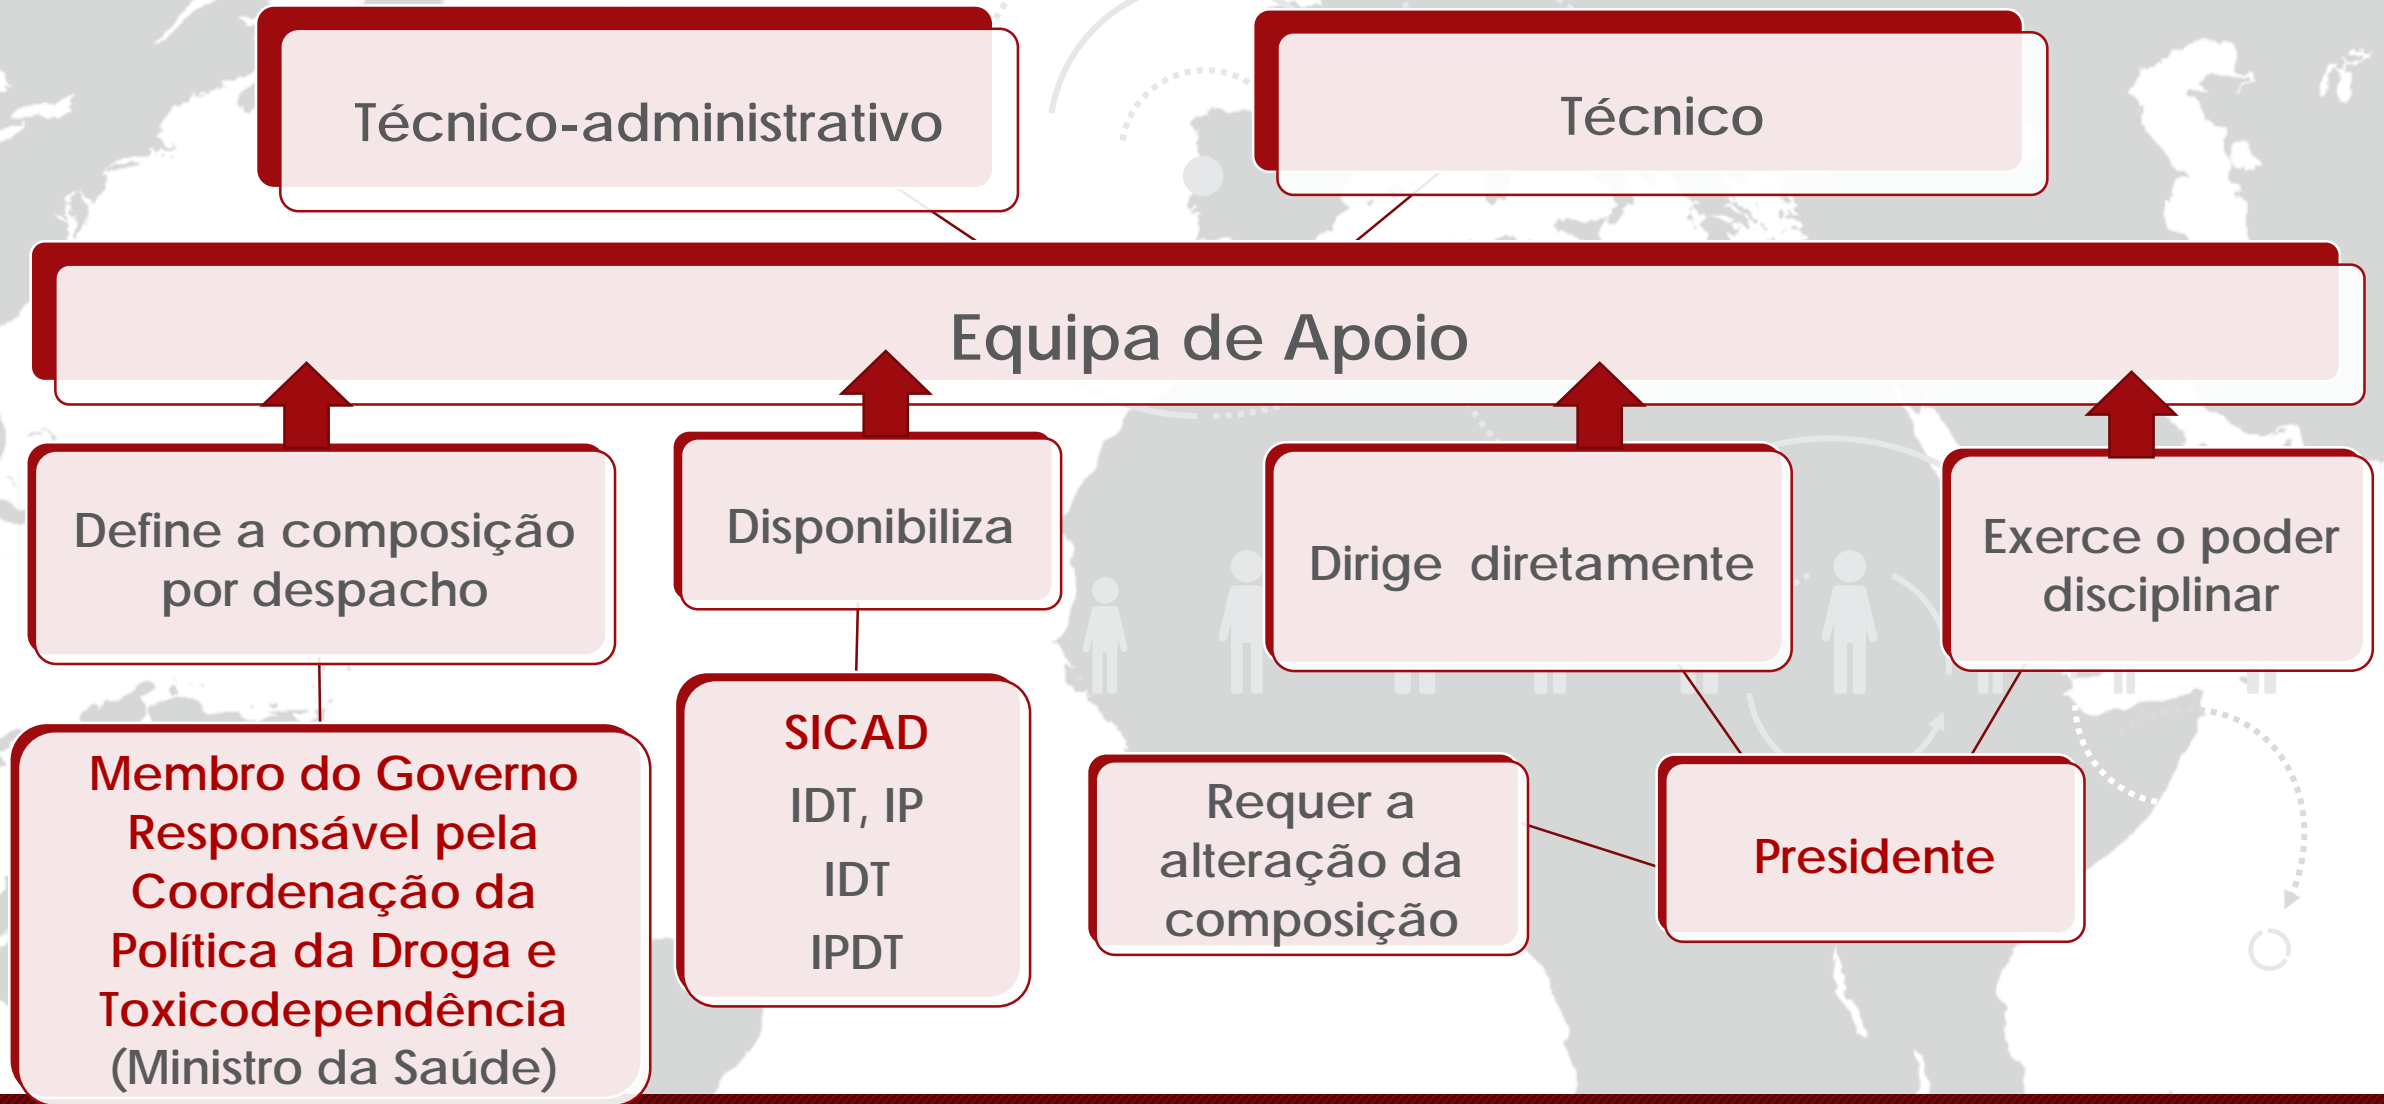 Técnico-administrativo
Técnico
Equipa de Apoio
Define a composição
por despacho
Disponibiliza
Dirige diretamente
Exerce o poder
disciplinar
Membro do Governo
Responsável pela
Coordenação da
Política da Droga e
Toxicodependência
(Ministro da Saúde)
SICAD
IDT, IP
IDT
IPDT
Requer a
alteração da
composição
Presidente